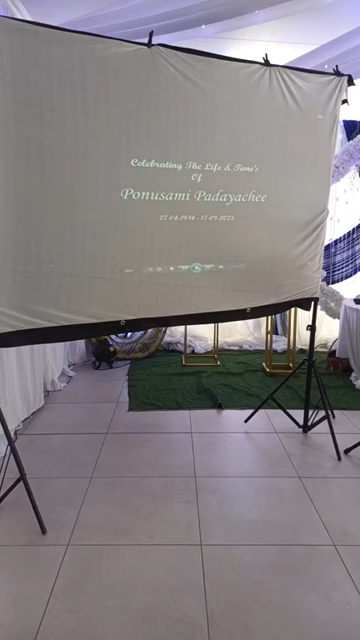 Celebrating The Life & Time's
Of
Ponusami Padayachee
27-04-1934 - 17-09-2023